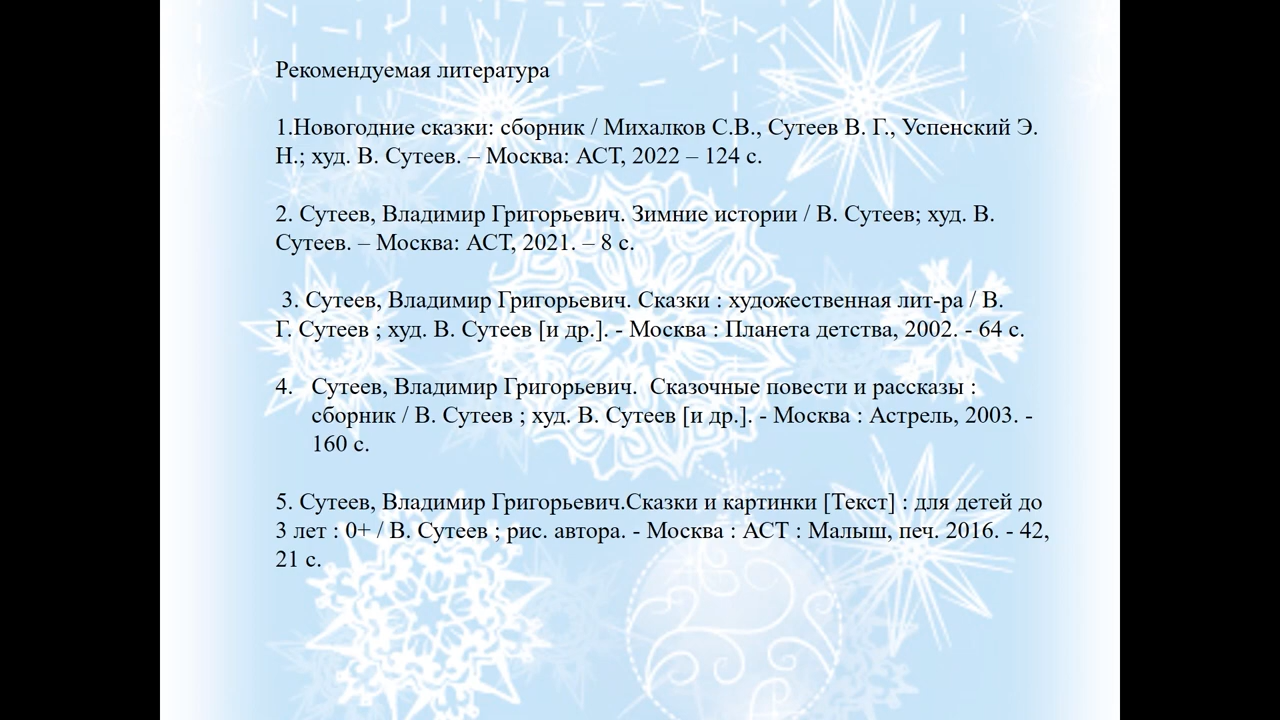 Рекомендуемая литература
1.Новогодние сказки: сборник / Михалков С.В., Сутеев В. Г., Успенский Э.
Н.; худ. В. Сутеев. – Москва: АСТ, 2022 – 124 с.
2. Сутеев, Владимир Григорьевич. Зимние истории / В. Сутеев; худ. В.
Сутеев. – Москва: АСТ, 2021. – 8 с.
3. Сутеев, Владимир Григорьевич. Сказки : художественная лит-ра / В.
Г. Сутеев ; худ. В. Сутеев [и др.]. - Москва : Планета детства, 2002. - 64 с.
4. Сутеев, Владимир Григорьевич. Сказочные повести и рассказы :
сборник / В. Сутеев ; худ. В. Сутеев [и др.]. - Москва : Астрель, 2003. -
160 с.
5. Сутеев, Владимир Григорьевич.Сказки и картинки [Текст] : для детей до
3 лет : 0+ / В. Сутеев ; рис. автора. - Москва : АСТ : Малыш, печ. 2016. - 42,
21 с.